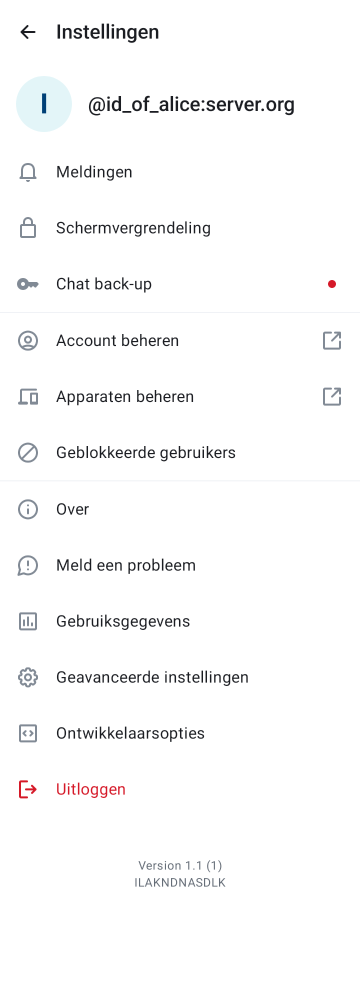 Instellingen
I
@id_of_alice:server.org
Meldingen
Schermvergrendeling
Chat back-up
Account beheren
Apparaten beheren
Geblokkeerde gebruikers
Over
Meld een probleem
Gebruiksgegevens
Geavanceerde instellingen
Ontwikkelaarsopties
Uitloggen
Version 1.1 (1)
ILAKNDNASDLK